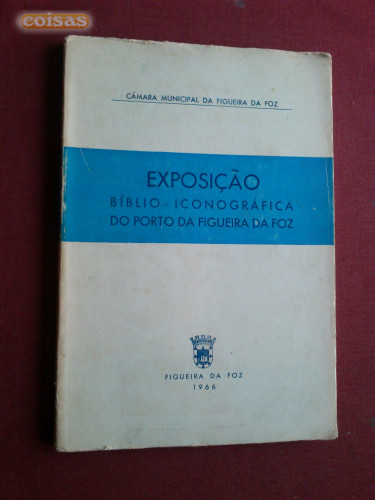 coisas
CÂMARA MUNICIPAL DA FIGUEIRA DA FOZ
EXPOSIÇÃO
BÍBLIO-ICONOGRÁFICA
DO PORTO DA FIGUEIRA DA FOZ
FIGUEIRA DA FOZ
1966